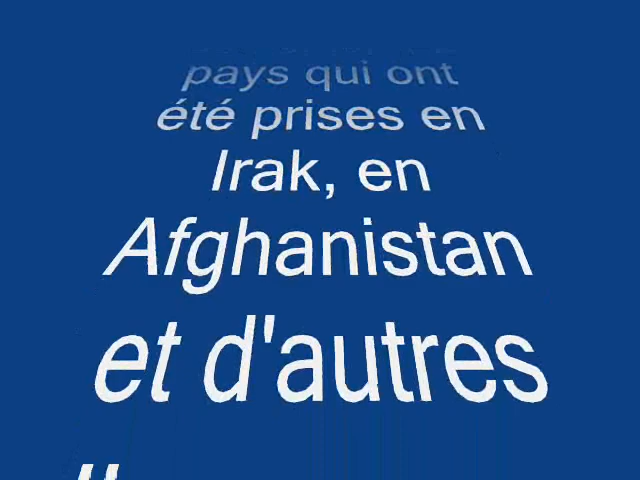 pays qui ont
été prises en
Irak, en
Afghanistan
et d'autres